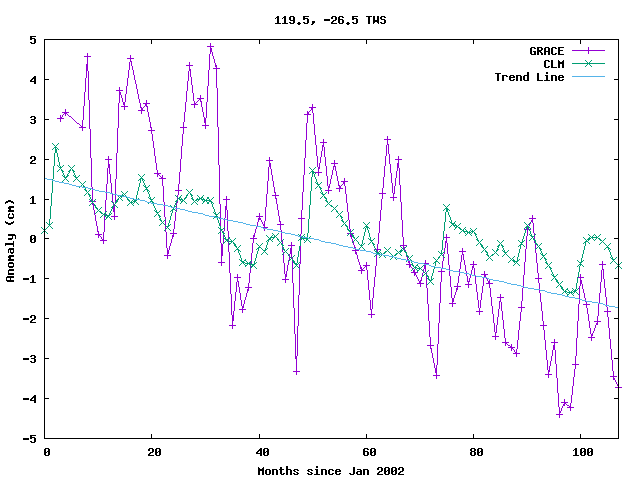 119.5, -26.5 TWS
GRACE
CLM
Trend Line
5
4
3
2
1
0
-1
-2
-3
-4
-5
Anomaly (cm)
0 20 40 60 80 100
Months since Jan 2002